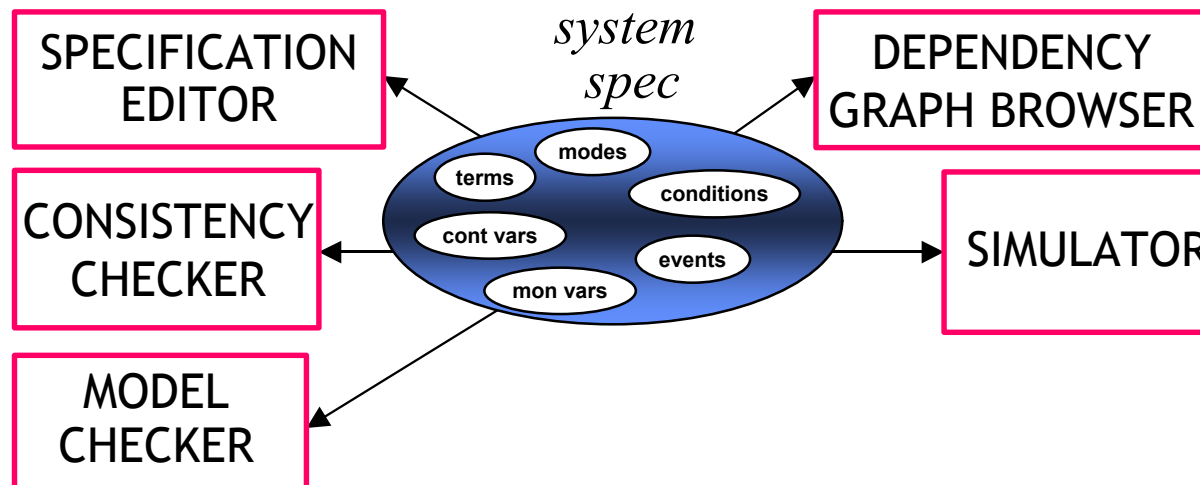 SPECIFICATION
EDITOR
system
spec
DEPENDENCY
GRAPH BROWSER
modes
terms
conditions
CONSISTENCY
CHECKER
cont vars
events
mon vars
SIMULATOR
MODEL
CHECKER